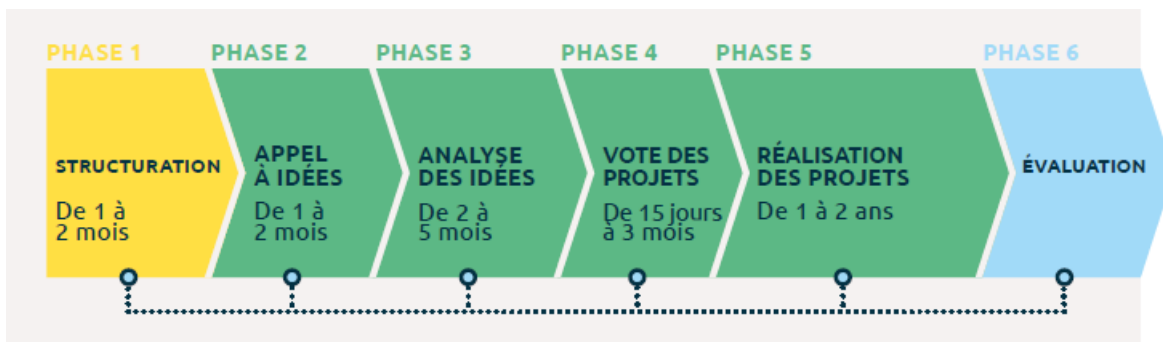 PHASE 1
PHASE 2
PHASE 3
PHASE 4
PHASE 5
PHASE 6
STRUCTURATION
De 1 à
2 mois
APPEL
À IDÉES
De 1 à
2 mois
ANALYSE
DES IDÉES
De 2 à
5 mois
VOTE DES
PROJETS
De 15 jours
à 3 mois
RÉALISATION
DES PROJETS
De 1 à 2 ans
ÉVALUATION